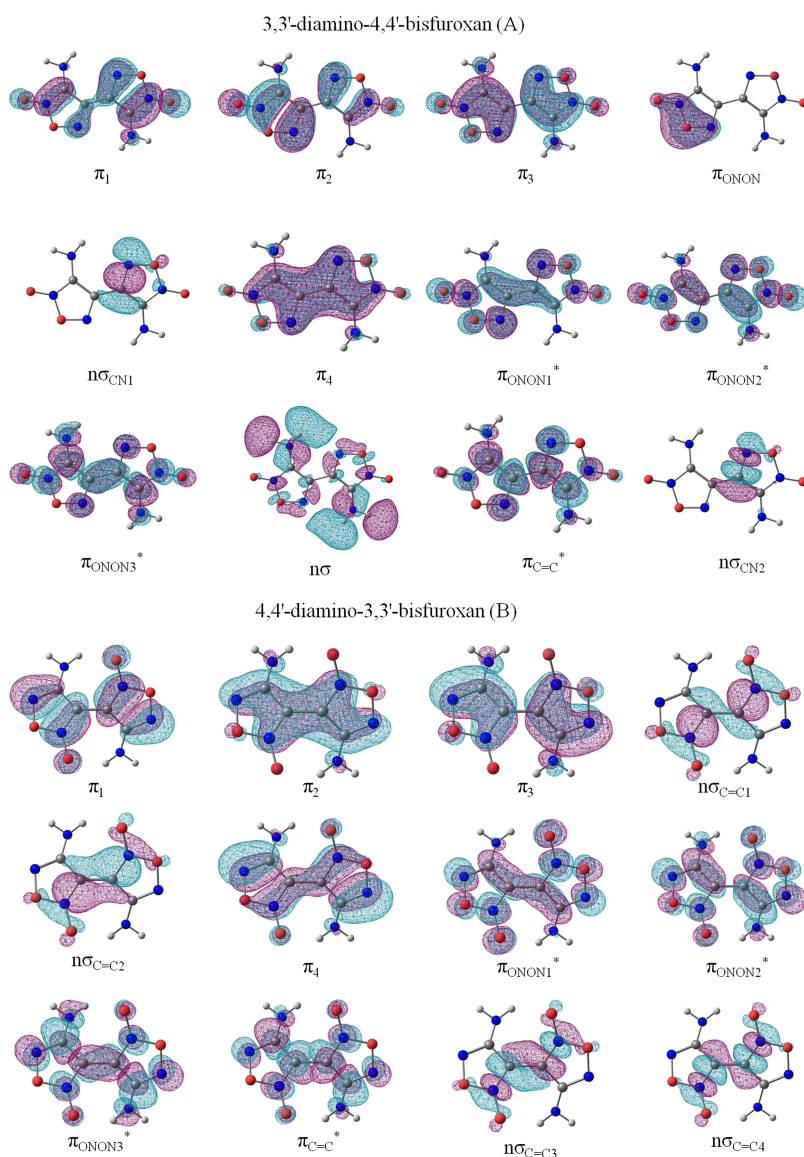 3,3'-diamino-4,4'-bisfuroxan (A)
π1 π2 π3 πONON
nσCN1 π4 πONON1* πONON2*
πONON3* nσ πC=C* nσCN2
4,4'-diamino-3,3'-bisfuroxan (B)
π1 π2 π3 nσC=C1
nσC=C2 π4 πONON1* πONON2*
πONON3* πC=C* nσC=C3 nσC=C4